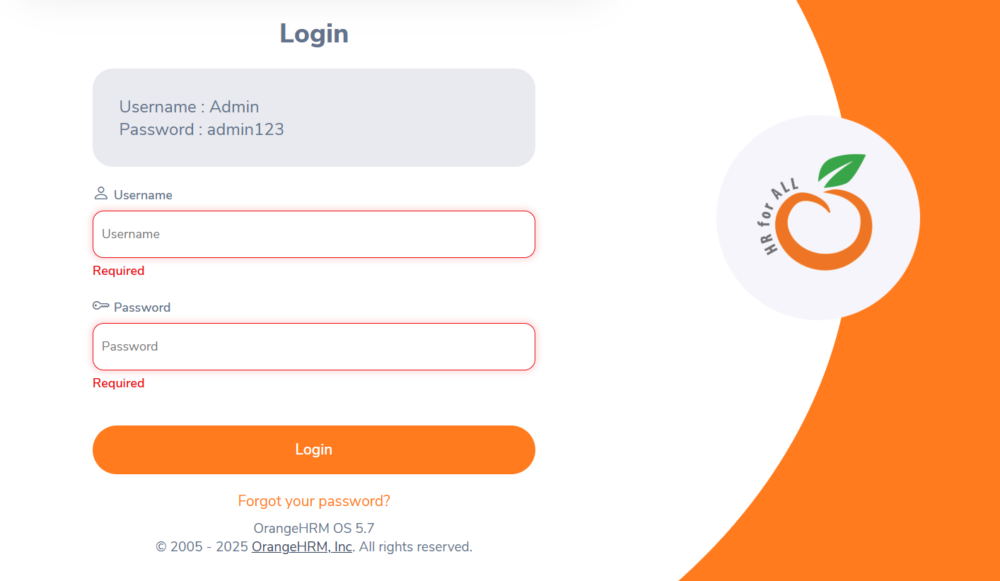 Login
Username : Admin
Password : admin123
Username
Username
Required
Password
Password
Required
Login
Forgot your password?
OrangeHRM OS 5.7
© 2005 - 2025 OrangeHRM, Inc. All rights reserved.
HR for ALL